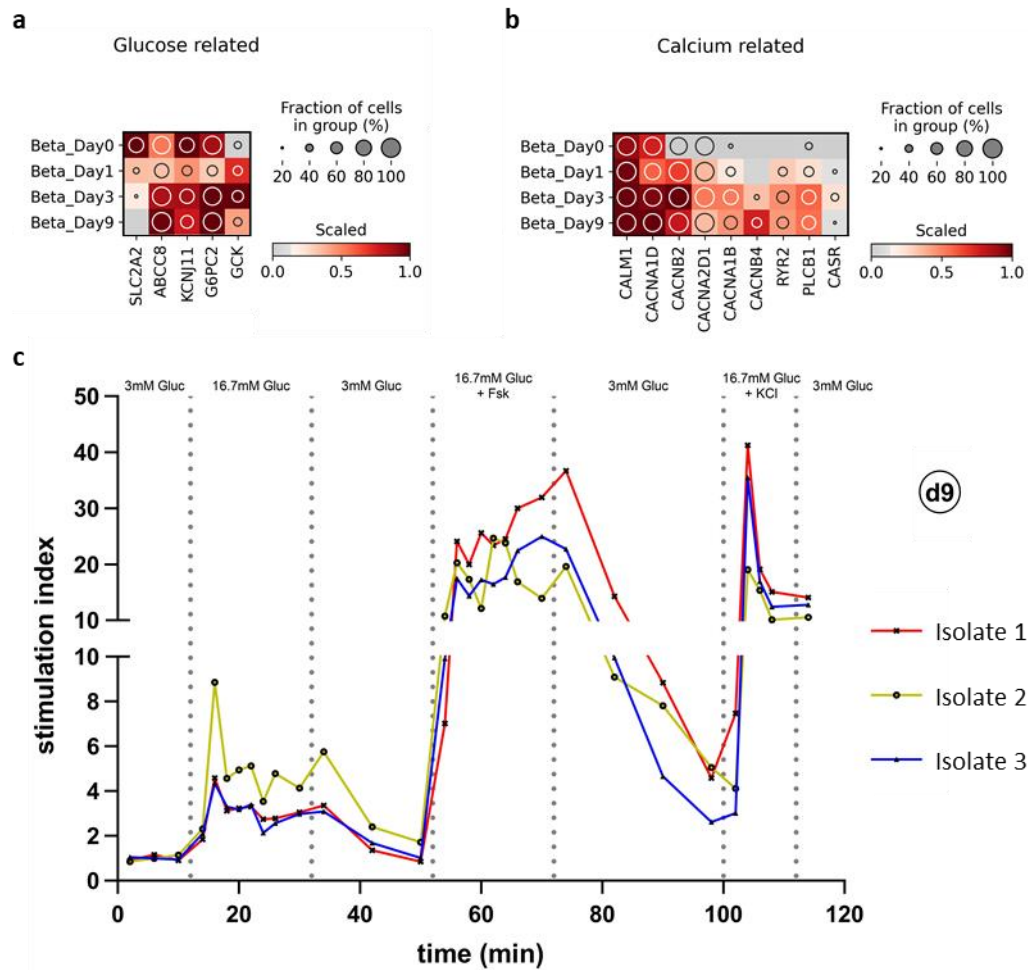 a
Glucose related
Fraction of cells
in group (%)
20 40 60 80 100
Scaled
0.0 0.5 1.0
Beta_Day0
Beta_Day1
Beta_Day3
Beta_Day9
SLC2A2
ABCC8
KCNJ11
G6PC2
GCK
b
Calcium related
Fraction of cells
in group (%)
20 40 60 80 100
Scaled
0.0 0.5 1.0
Beta_Day0
Beta_Day1
Beta_Day3
Beta_Day9
CALM1
CACNA1D
CACNB2
CACNA2D1
CACNA1B
CACNB4
RYR2
PLCB1
CASR
c
3mM Gluc
16.7mM Gluc
3mM Gluc
16.7mM Gluc
+ Fsk
3mM Gluc
16.7mM Gluc
+ KCl
3mM Gluc
stimulation index
50
40
30
20
10
10
8
6
4
2
0
0 20 40 60 80 100 120
time (min)
d9
Isolate 1
Isolate 2
Isolate 3